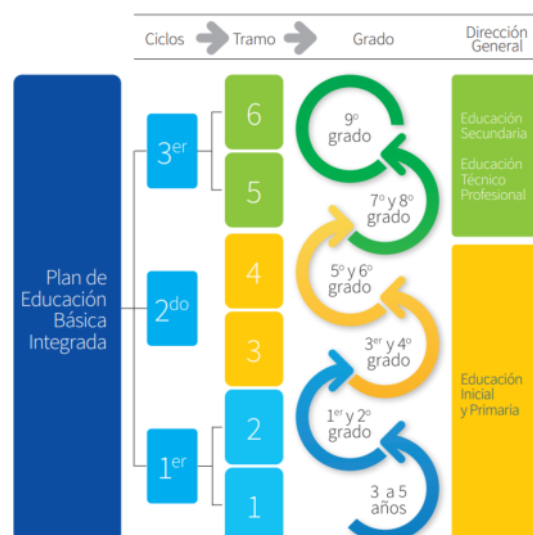 Ciclos
Tramo
Grado
Dirección
General
Plan de
Educación
Básica
Integrada
3er
2do
1er
6
5
4
3
2
1
9º
grado
7º y 8º
grado
5º y 6º
grado
3er y 4º
grado
1er y 2º
grado
3 a 5
años
Educación
Secundaria
Educación
Técnico
Profesional
Educación
Inicial
y Primaria